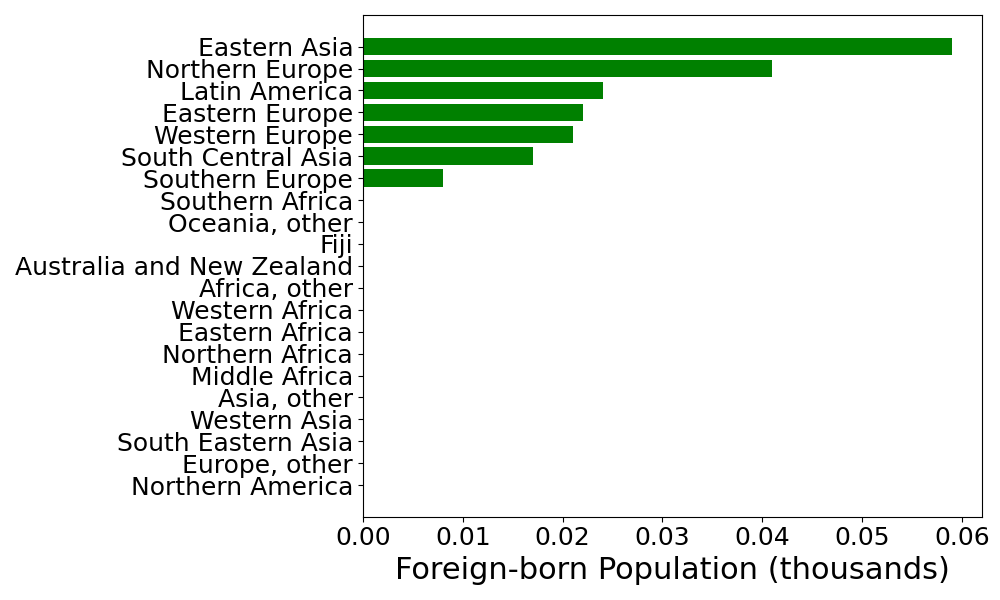 Eastern Asia
Northern Europe
Latin America
Eastern Europe
Western Europe
South Central Asia
Southern Europe
Southern Africa
Oceania, other
Fiji
Australia and New Zealand
Africa, other
Western Africa
Eastern Africa
Northern Africa
Middle Africa
Asia, other
Western Asia
South Eastern Asia
Europe, other
Northern America
0.00 0.01 0.02 0.03 0.04 0.05 0.06
Foreign-born Population (thousands)